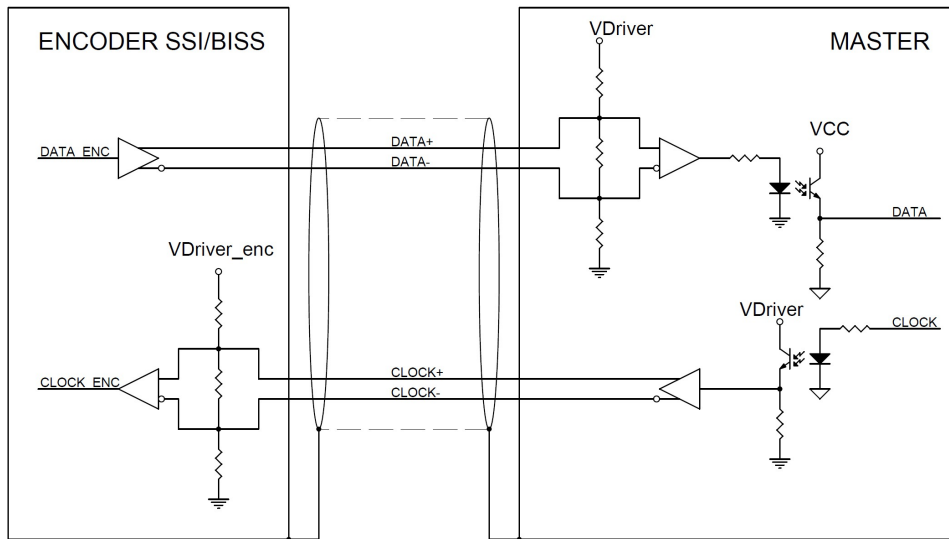 ENCODER SSI/BISS
VDriver
MASTER
VCC
DATA_ENC
DATA+
DATA-
DATA
VDriver_enc
VDriver
CLOCK
CLOCK_ENC
CLOCK+
CLOCK-